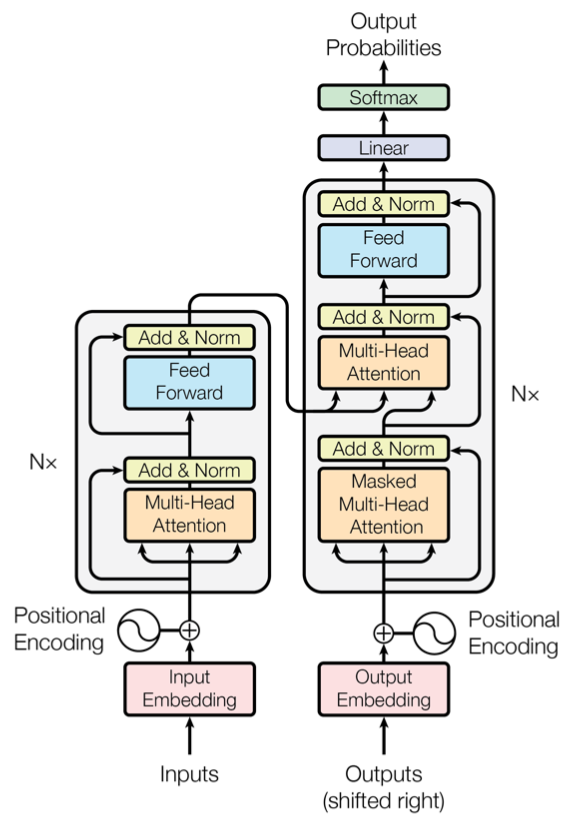 Output
Probabilities
Softmax
Linear
Add & Norm
Feed
Forward
Add & Norm
Multi-Head
Attention
Add & Norm
Masked
Multi-Head
Attention
N×
Add & Norm
Feed
Forward
Add & Norm
Multi-Head
Attention
N×
Positional
Encoding
Positional
Encoding
Input
Embedding
Output
Embedding
Inputs
Outputs
(shifted right)